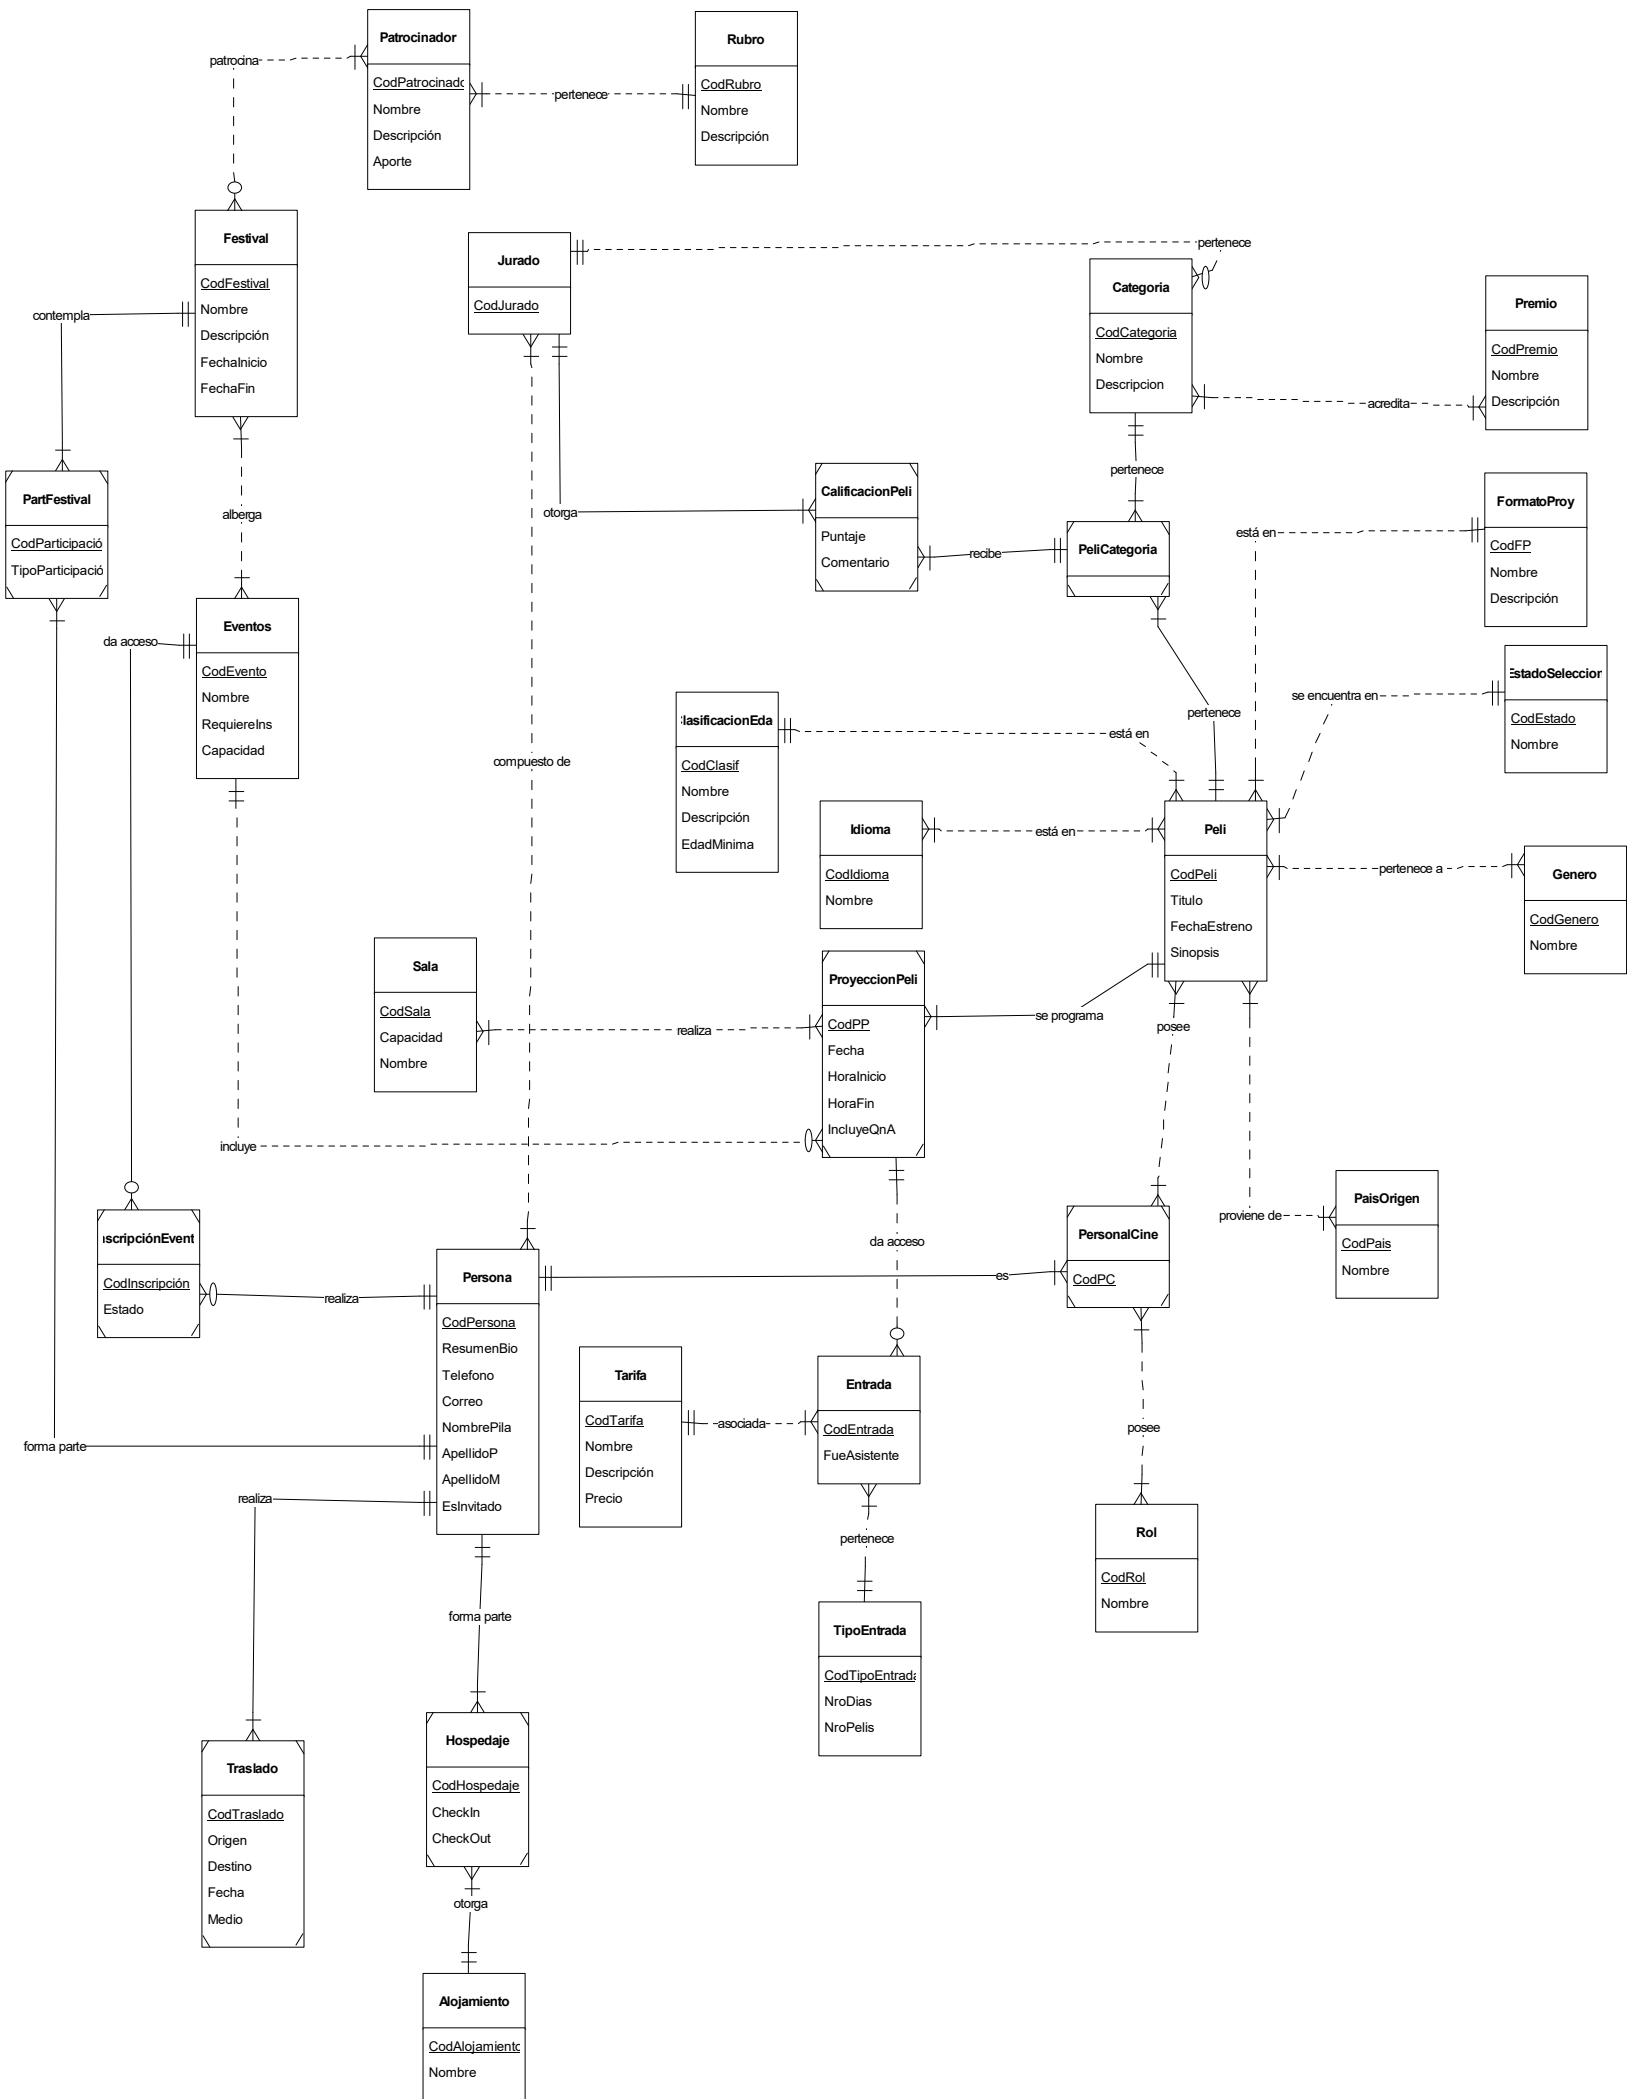 Patrocinador
CodPatrocinado
Nombre
Descripción
Aporte
Rubro
CodRubro
Nombre
Descripción
patrocina
pertenece
Festival
CodFestival
Nombre
Descripción
FechaInicio
FechaFin
Jurado
CodJurado
pertenece
Categoria
CodCategoria
Nombre
Descripcion
Premio
CodPremio
Nombre
Descripción
contempla
acredita
PartFestival
CodParticipació
TipoParticipació
alberga
otorga
CalificacionPeli
Puntaje
Comentario
pertenece
recibe
PeliCategoria
FormatoProy
CodFP
Nombre
Descripción
está en
Eventos
CodEvento
Nombre
RequiereIns
Capacidad
da acceso
compuesto de
lasificacionEda
CodClasif
Nombre
Descripción
EdadMinima
está en
pertenece
se encuentra en
EstadoSeleccion
CodEstado
Nombre
Idioma
CodIdioma
Nombre
está en
Peli
CodPeli
Titulo
FechaEstreno
Sinopsis
pertenece a
Genero
CodGenero
Nombre
Sala
CodSala
Capacidad
Nombre
realiza
ProyeccionPeli
CodPP
Fecha
HoraInicio
HoraFin
IncluyeQnA
se programa
posee
incluye
proviene de
PaisOrigen
CodPais
Nombre
nscripciónEvent
CodInscripción
Estado
realiza
Persona
CodPersona
ResumenBio
Telefono
Correo
NombrePila
ApellidoP
ApellidoM
EsInvitado
es
da acceso
PersonalCine
CodPC
Tarifa
CodTarifa
Nombre
Descripción
Precio
asociada
Entrada
CodEntrada
FueAsistente
posee
forma parte
realiza
pertenece
Rol
CodRol
Nombre
forma parte
TipoEntrada
CodTipoEntrada
NroDias
NroPelis
Traslado
CodTraslado
Origen
Destino
Fecha
Medio
Hospedaje
CodHospedaje
CheckIn
CheckOut
otorga
Alojamiento
CodAlojamiento
Nombre